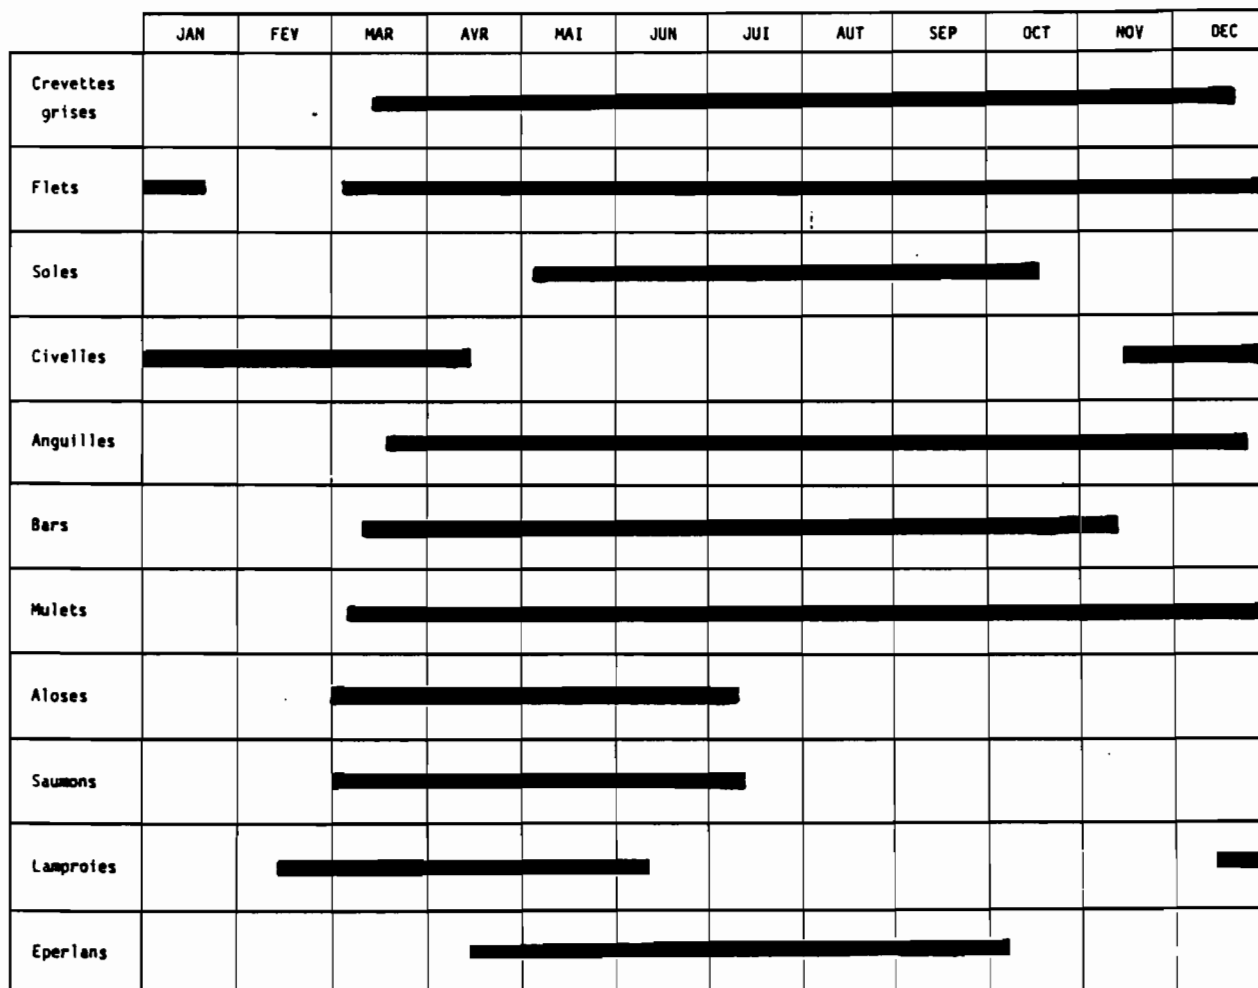 JAN FEV MAR AVR MAI JUN JUI AUT SEP OCT NOV DEC
Crevettes
grises
Flets
Soles
Civelles
Anguilles
Bars
Mulets
Aloses
Saumons
Lamproies
Eperlans